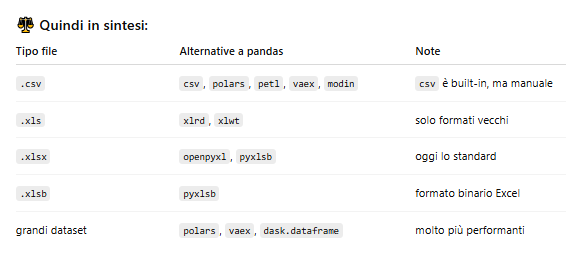 ⚖️ Quindi in sintesi:
Tipo file Alternative a pandas Note
.csv csv, polars, petl, vaex, modin csv è built-in, ma manuale
.xls xlrd, xlwt solo formati vecchi
.xlsx openpyxl, pyxlsb oggi lo standard
.xlsb pyxlsb formato binario Excel
grandi dataset polars, vaex, dask.dataframe molto più performanti